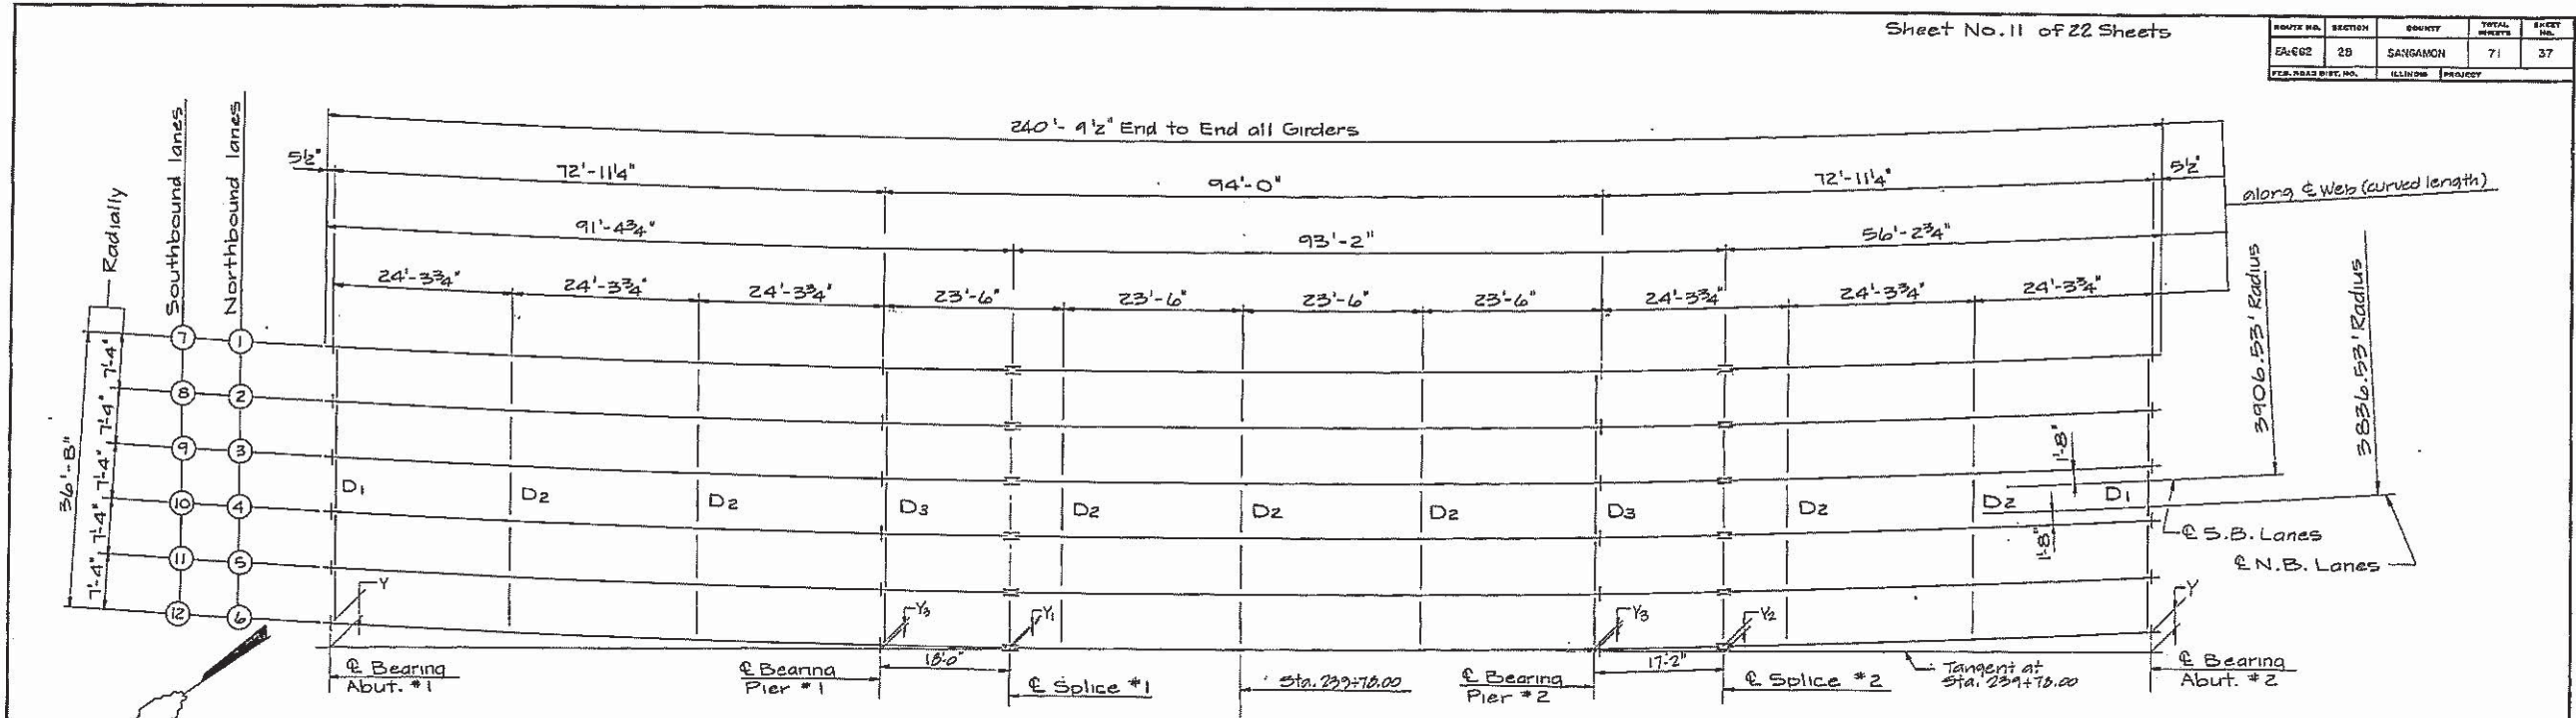 Sheet No. 11 of 22 Sheets
ROUTE NO. SECTION COUNTY TOTAL SHEETS SHEET NO.
2B SANGAMON 71 37
FED. ROAD DIST. NO. ILLINOIS PROJECT
240'-9½" End to End all Girders
5½" 72'-11¼" 94'-0" 72'-11¼" 5½"
along ℄ Web (curved length)
91'-4¾" 93'-2" 56'-2¾"
24'-3¾" 24'-3¾" 24'-3¾" 23'-6" 23'-6" 23'-6" 23'-6" 24'-3¾" 24'-3¾" 24'-3¾"
Radially
Southbound lanes
Northbound lanes
3906.53' Radius
3836.53' Radius
7 1
8 2
9 3
10 4
11 5
12 6
36'-8"
7'-4", 7'-4", 7'-4", 7'-4", 7'-4"
D1 D2 D2 D3 D2 D2 D2 D3 D2 D2 D1
1'-8"
1'-8"
℄ S.B. Lanes
℄ N.B. Lanes
Y Y3 Y1 Y3 Y2 Y
18'-0" 17'-2"
℄ Bearing
Abut. #1
℄ Bearing
Pier #1
℄ Splice #1
Sta. 239+78.00
℄ Bearing
Pier #2
℄ Splice #2
Tangent at
Sta. 239+78.00
℄ Bearing
Abut. #2